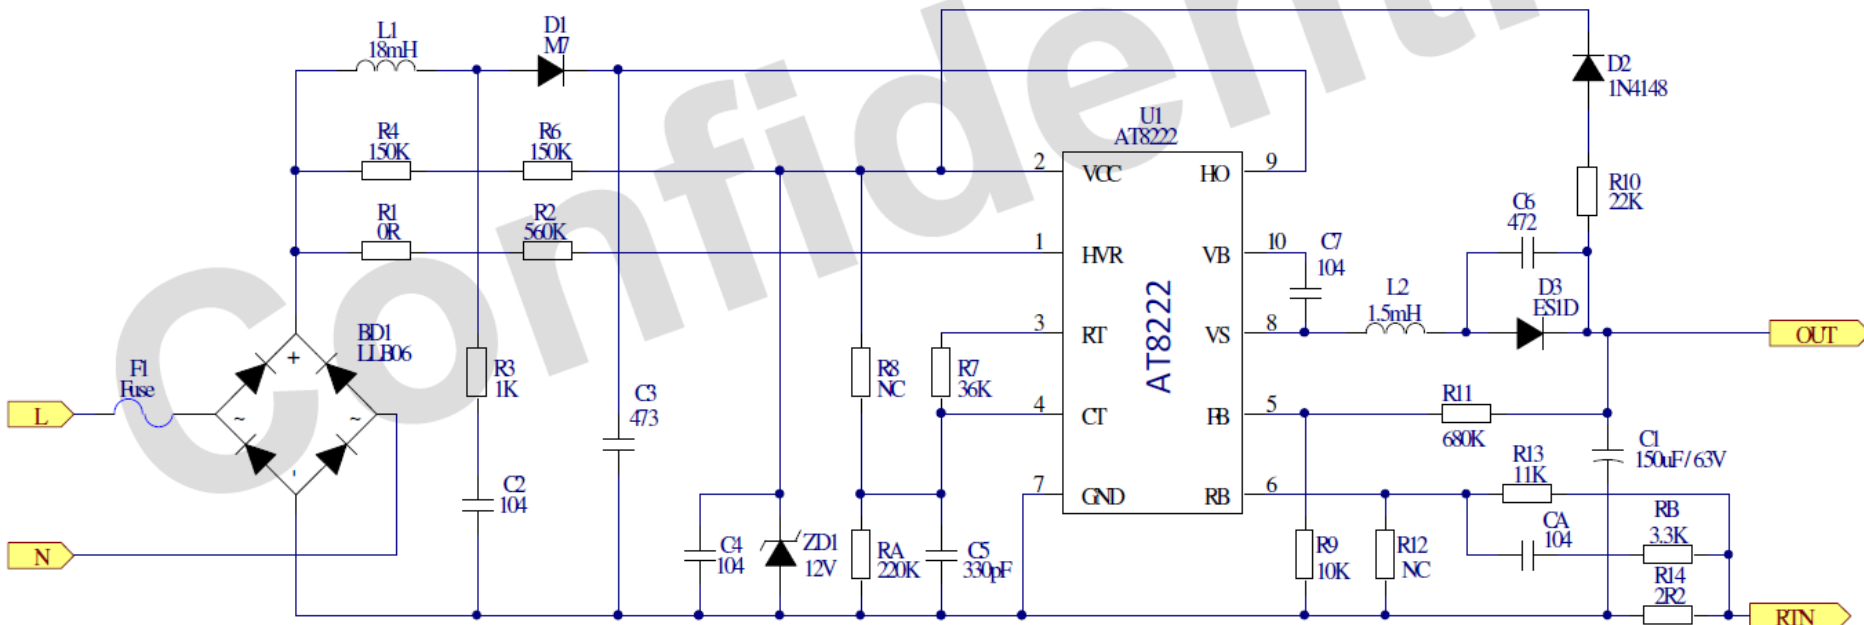 Confidenti
L1
18mH
D1
M7
D2
1N4148
U1
AT8222
R4
150K
R6
150K
2
VCC
HO
9
R10
22K
C6
472
R1
0R
R2
560K
1
HVR
VB
10
C7
104
AT8222
L2
1.5mH
D3
ES1D
BD1
LLB06
3
RT
VS
8
OUT
F1
Fuse
+
~
~
-
R3
1K
R8
NC
R7
36K
C3
473
L
4
CT
FB
5
R11
680K
C1
150uF/63V
R13
11K
C2
104
7
GND
RB
6
RB
3.3K
CA
104
N
C4
104
ZD1
12V
RA
220K
C5
330pF
R9
10K
R12
NC
R14
2R2
RTN